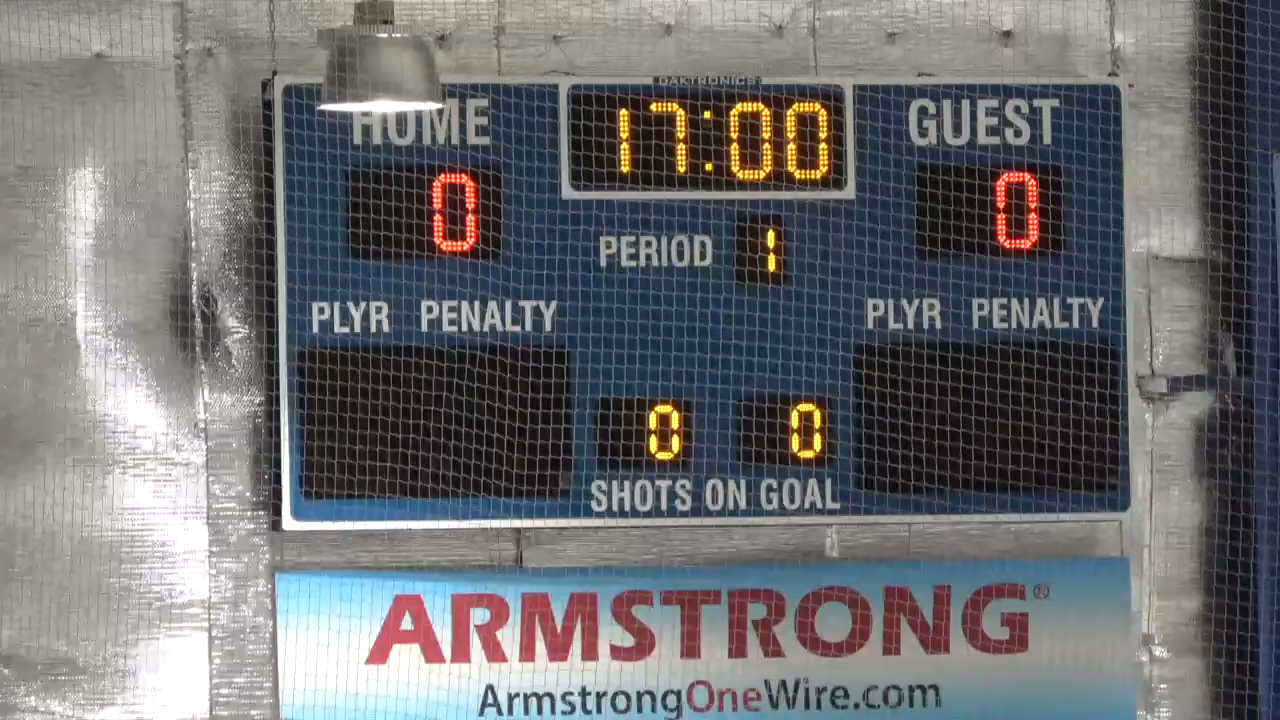 DAKTRONICS
HOME 17:00 GUEST
0 0
PERIOD 1
PLYR PENALTY PLYR PENALTY
0 0
SHOTS ON GOAL
ARMSTRONG®
ArmstrongOneWire.com